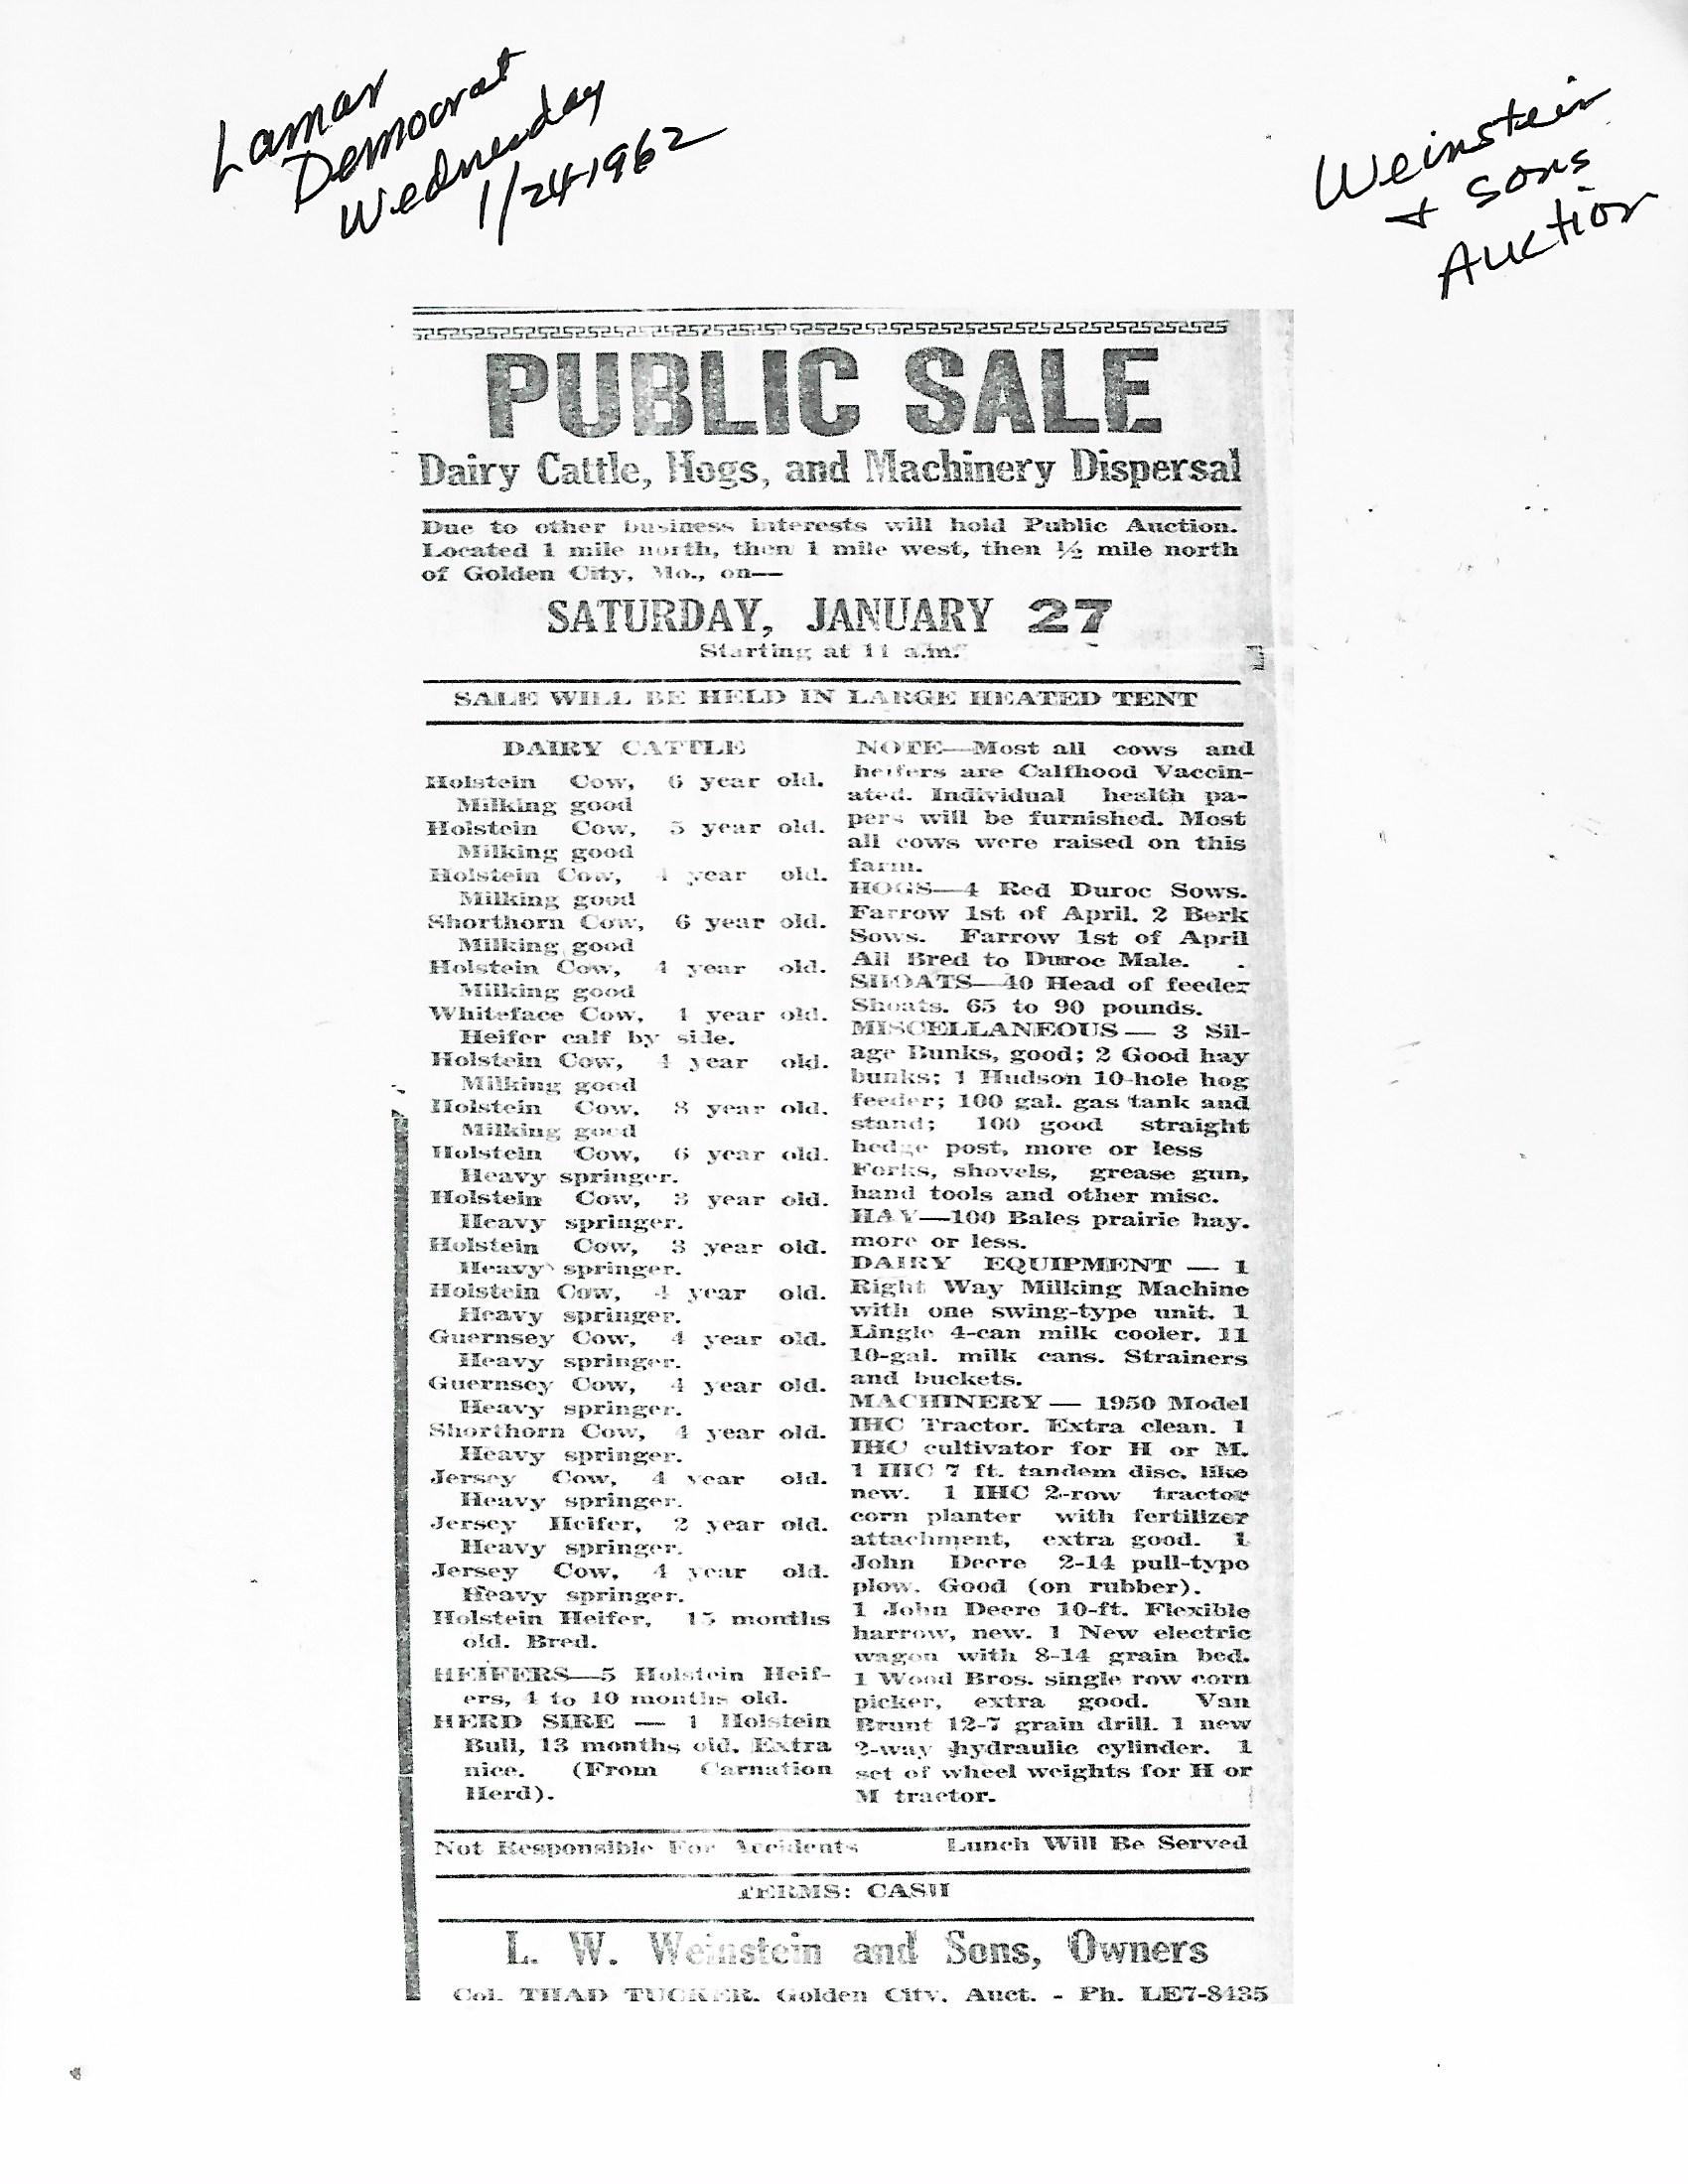 Lamar
Democrat
Wednesday
1/24-1962
Weinstein
+ Sons
Auction
PUBLIC SALE
Dairy Cattle, Hogs, and Machinery Dispersal
Due to other business interests will hold Public Auction.
Located 1 mile north, then 1 mile west, then ½ mile north
of Golden City, Mo., on—
SATURDAY, JANUARY 27
Starting at 11 a.m.
SALE WILL BE HELD IN LARGE HEATED TENT
DAIRY CATTLE
Holstein Cow, 6 year old.
Milking good
Holstein Cow, 5 year old.
Milking good
Holstein Cow, 4 year old.
Milking good
Shorthorn Cow, 6 year old.
Milking good
Holstein Cow, 4 year old.
Milking good
Whiteface Cow, 4 year old.
Heifer calf by side.
Holstein Cow, 4 year old.
Milking good
Holstein Cow. 8 year old.
Milking good
Holstein Cow, 6 year old.
Heavy springer.
Holstein Cow, 3 year old.
Heavy springer.
Holstein Cow, 3 year old.
Heavy springer.
Holstein Cow, 4 year old.
Heavy springer.
Guernsey Cow, 4 year old.
Heavy springer.
Guernsey Cow, 4 year old.
Heavy springer.
Shorthorn Cow, 4 year old.
Heavy springer.
Jersey Cow, 4 year old.
Heavy springer.
Jersey Heifer, 2 year old.
Heavy springer.
Jersey Cow, 4 year old.
Heavy springer.
Holstein Heifer, 15 months
old. Bred.
HEIFERS—5 Holstein Heif-
ers, 4 to 10 months old.
HERD SIRE — 1 Holstein
Bull, 13 months old. Extra
nice. (From Carnation
Herd).
NOTE—Most all cows and
heifers are Calfhood Vaccin-
ated. Individual health pa-
pers will be furnished. Most
all cows were raised on this
farm.
HOGS—4 Red Duroc Sows.
Farrow 1st of April. 2 Berk
Sows. Farrow 1st of April
All Bred to Duroc Male.
SHOATS—40 Head of feeder
Shoats. 65 to 90 pounds.
MISCELLANEOUS — 3 Sil-
age Bunks, good; 2 Good hay
bunks; 1 Hudson 10-hole hog
feeder; 100 gal. gas tank and
stand; 100 good straight
hedge post, more or less
Forks, shovels, grease gun,
hand tools and other misc.
HAY—100 Bales prairie hay.
more or less.
DAIRY EQUIPMENT — 1
Right Way Milking Machine
with one swing-type unit. 1
Lingle 4-can milk cooler. 11
10-gal. milk cans. Strainers
and buckets.
MACHINERY — 1950 Model
IHC Tractor. Extra clean. 1
IHC cultivator for H or M.
1 IHC 7 ft. tandem disc. like
new. 1 IHC 2-row tractor
corn planter with fertilizer
attachment, extra good. 1
John Deere 2-14 pull-typo
plow. Good (on rubber).
1 John Deere 10-ft. Flexible
harrow, new. 1 New electric
wagon with 8-14 grain bed.
1 Wood Bros. single row corn
picker, extra good. Van
Brunt 12-7 grain drill. 1 new
2-way hydraulic cylinder. 1
set of wheel weights for H or
M tractor.
Not Responsible For Accidents Lunch Will Be Served
TERMS: CASH
L. W. Weinstein and Sons, Owners
Col. THAD TUCKER. Golden City. Auct. - Ph. LE7-8435